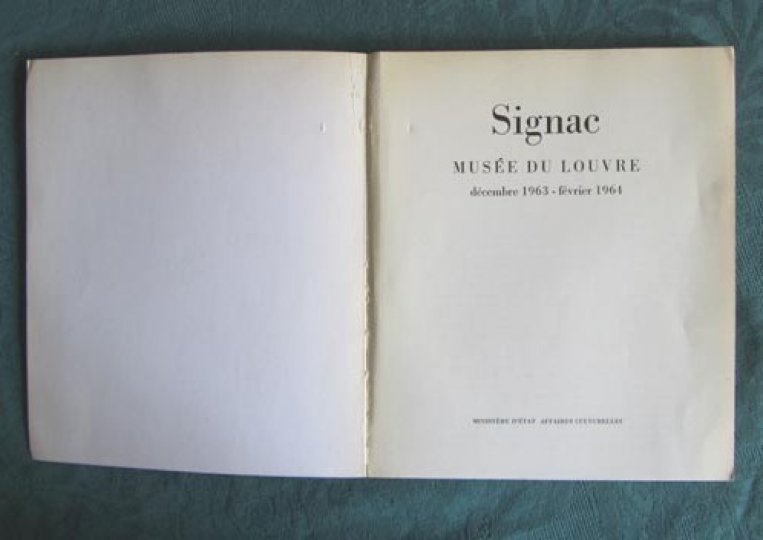 Signac
MUSÉE DU LOUVRE
décembre 1963 - février 1964
MINISTÈRE D'ÉTAT AFFAIRES CULTURELLES